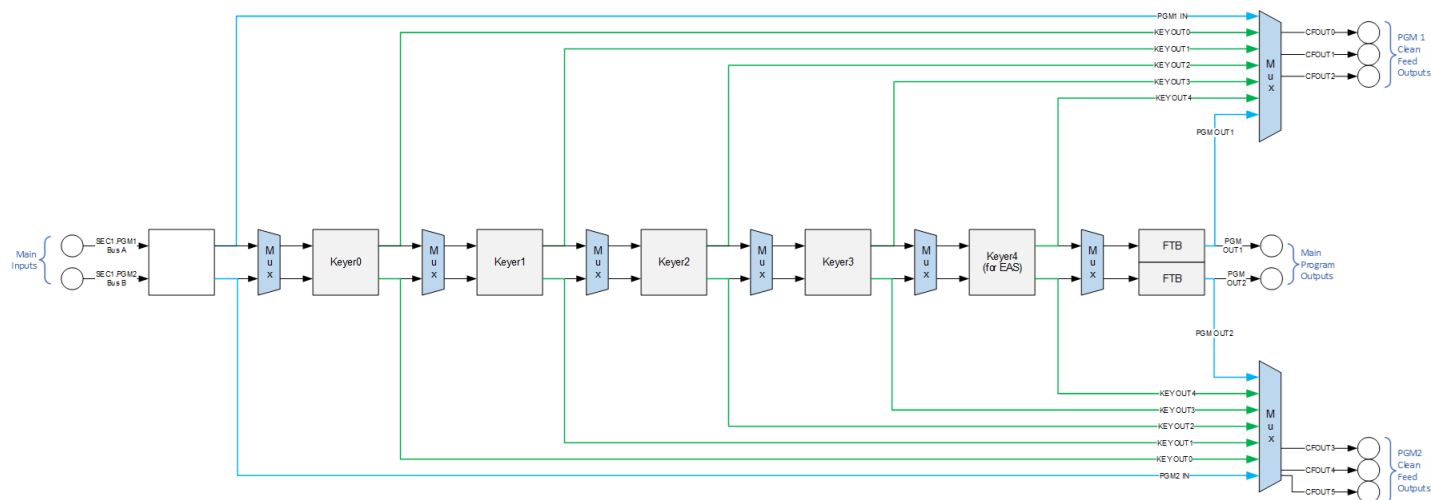 PGM1 IN
KEYOUT0
KEYOUT1
KEYOUT2
KEYOUT3
KEYOUT4
PGM OUT1
M
u
x
CFOUT0
CFOUT1
CFOUT2
PGM 1
Clean
Feed
Outputs
Main
Inputs
SEC1.PGM1
Bus A
SEC1.PGM2
Bus B
M
u
x
Keyer0
M
u
x
Keyer1
M
u
x
Keyer2
M
u
x
Keyer3
M
u
x
Keyer4
(for EAS)
M
u
x
FTB
FTB
PGM
OUT1
PGM
OUT2
Main
Program
Outputs
PGM OUT2
KEYOUT4
KEYOUT3
KEYOUT2
KEYOUT1
KEYOUT0
PGM2 IN
M
u
x
CFOUT3
CFOUT4
CFOUT5
PGM2
Clean
Feed
Outputs